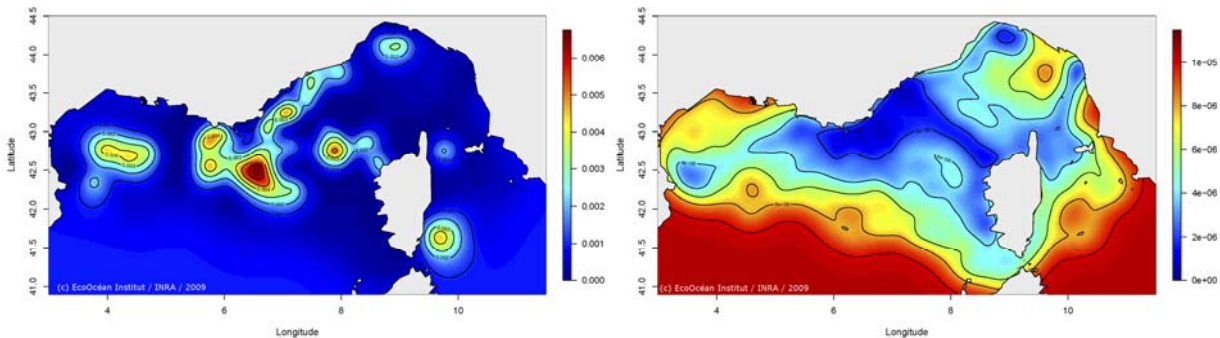 44.5
44.0
43.5
43.0
42.5
42.0
41.5
41.0
Latitude
4
6
8
10
Longitude
(c) EcoOcéan Institut / INRA / 2009
0.006
0.005
0.004
0.003
0.002
0.001
0.000
44.5
44.0
43.5
43.0
42.5
42.0
41.5
41.0
Latitude
4
6
8
10
Longitude
(c) EcoOcéan Institut / INRA / 2009
1e-05
8e-06
6e-06
4e-06
2e-06
0e+00